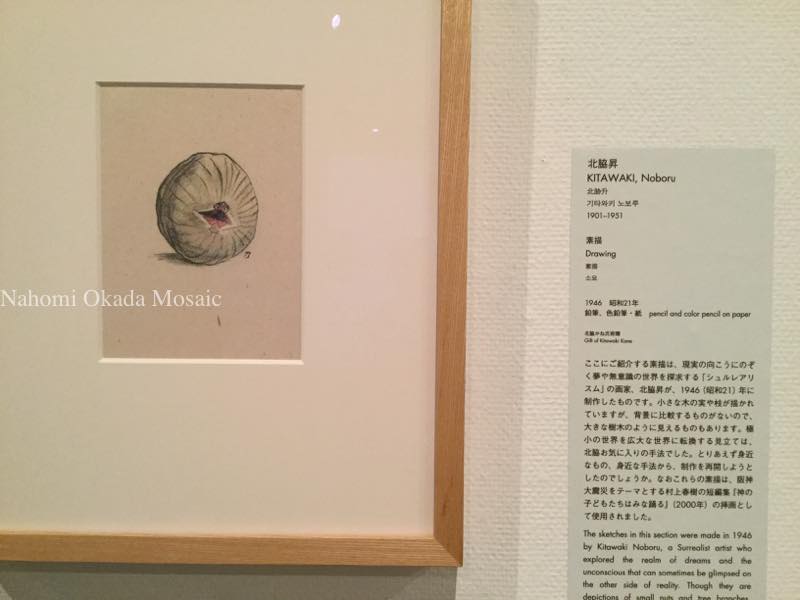 北脇昇
KITAWAKI, Noboru
北胁升
기타와키 노보루
1901–1951
素描
Drawing
素描
소묘
1946　昭和21年
鉛筆、色鉛筆・紙　pencil and color pencil on paper
北脇かね氏寄贈
Gift of Kitawaki Kane
ここにご紹介する素描は、現実の向こうにのぞ
く夢や無意識の世界を探求する「シュルレアリ
スム」の画家、北脇昇が、1946（昭和21）年に
制作したものです。小さな木の実や枝が描かれ
ていますが、背景に比較するものがないので、
大きな樹木のように見えるものもあります。極
小の世界を広大な世界に転換する見立ては、
北脇お気に入りの手法でした。とりあえず身近
なもの、身近な手法から、制作を再開しようと
したのでしょうか。なおこれらの素描は、阪神
大震災をテーマとする村上春樹の短編集『神の
子どもたちはみな踊る』（2000年）の挿画とし
て使用されました。
The sketches in this section were made in 1946
by Kitawaki Noboru, a Surrealist artist who
explored the realm of dreams and the
unconscious that can sometimes be glimpsed on
the other side of reality. Though they are
depictions of small nuts and tree branches,
Nahomi Okada Mosaic